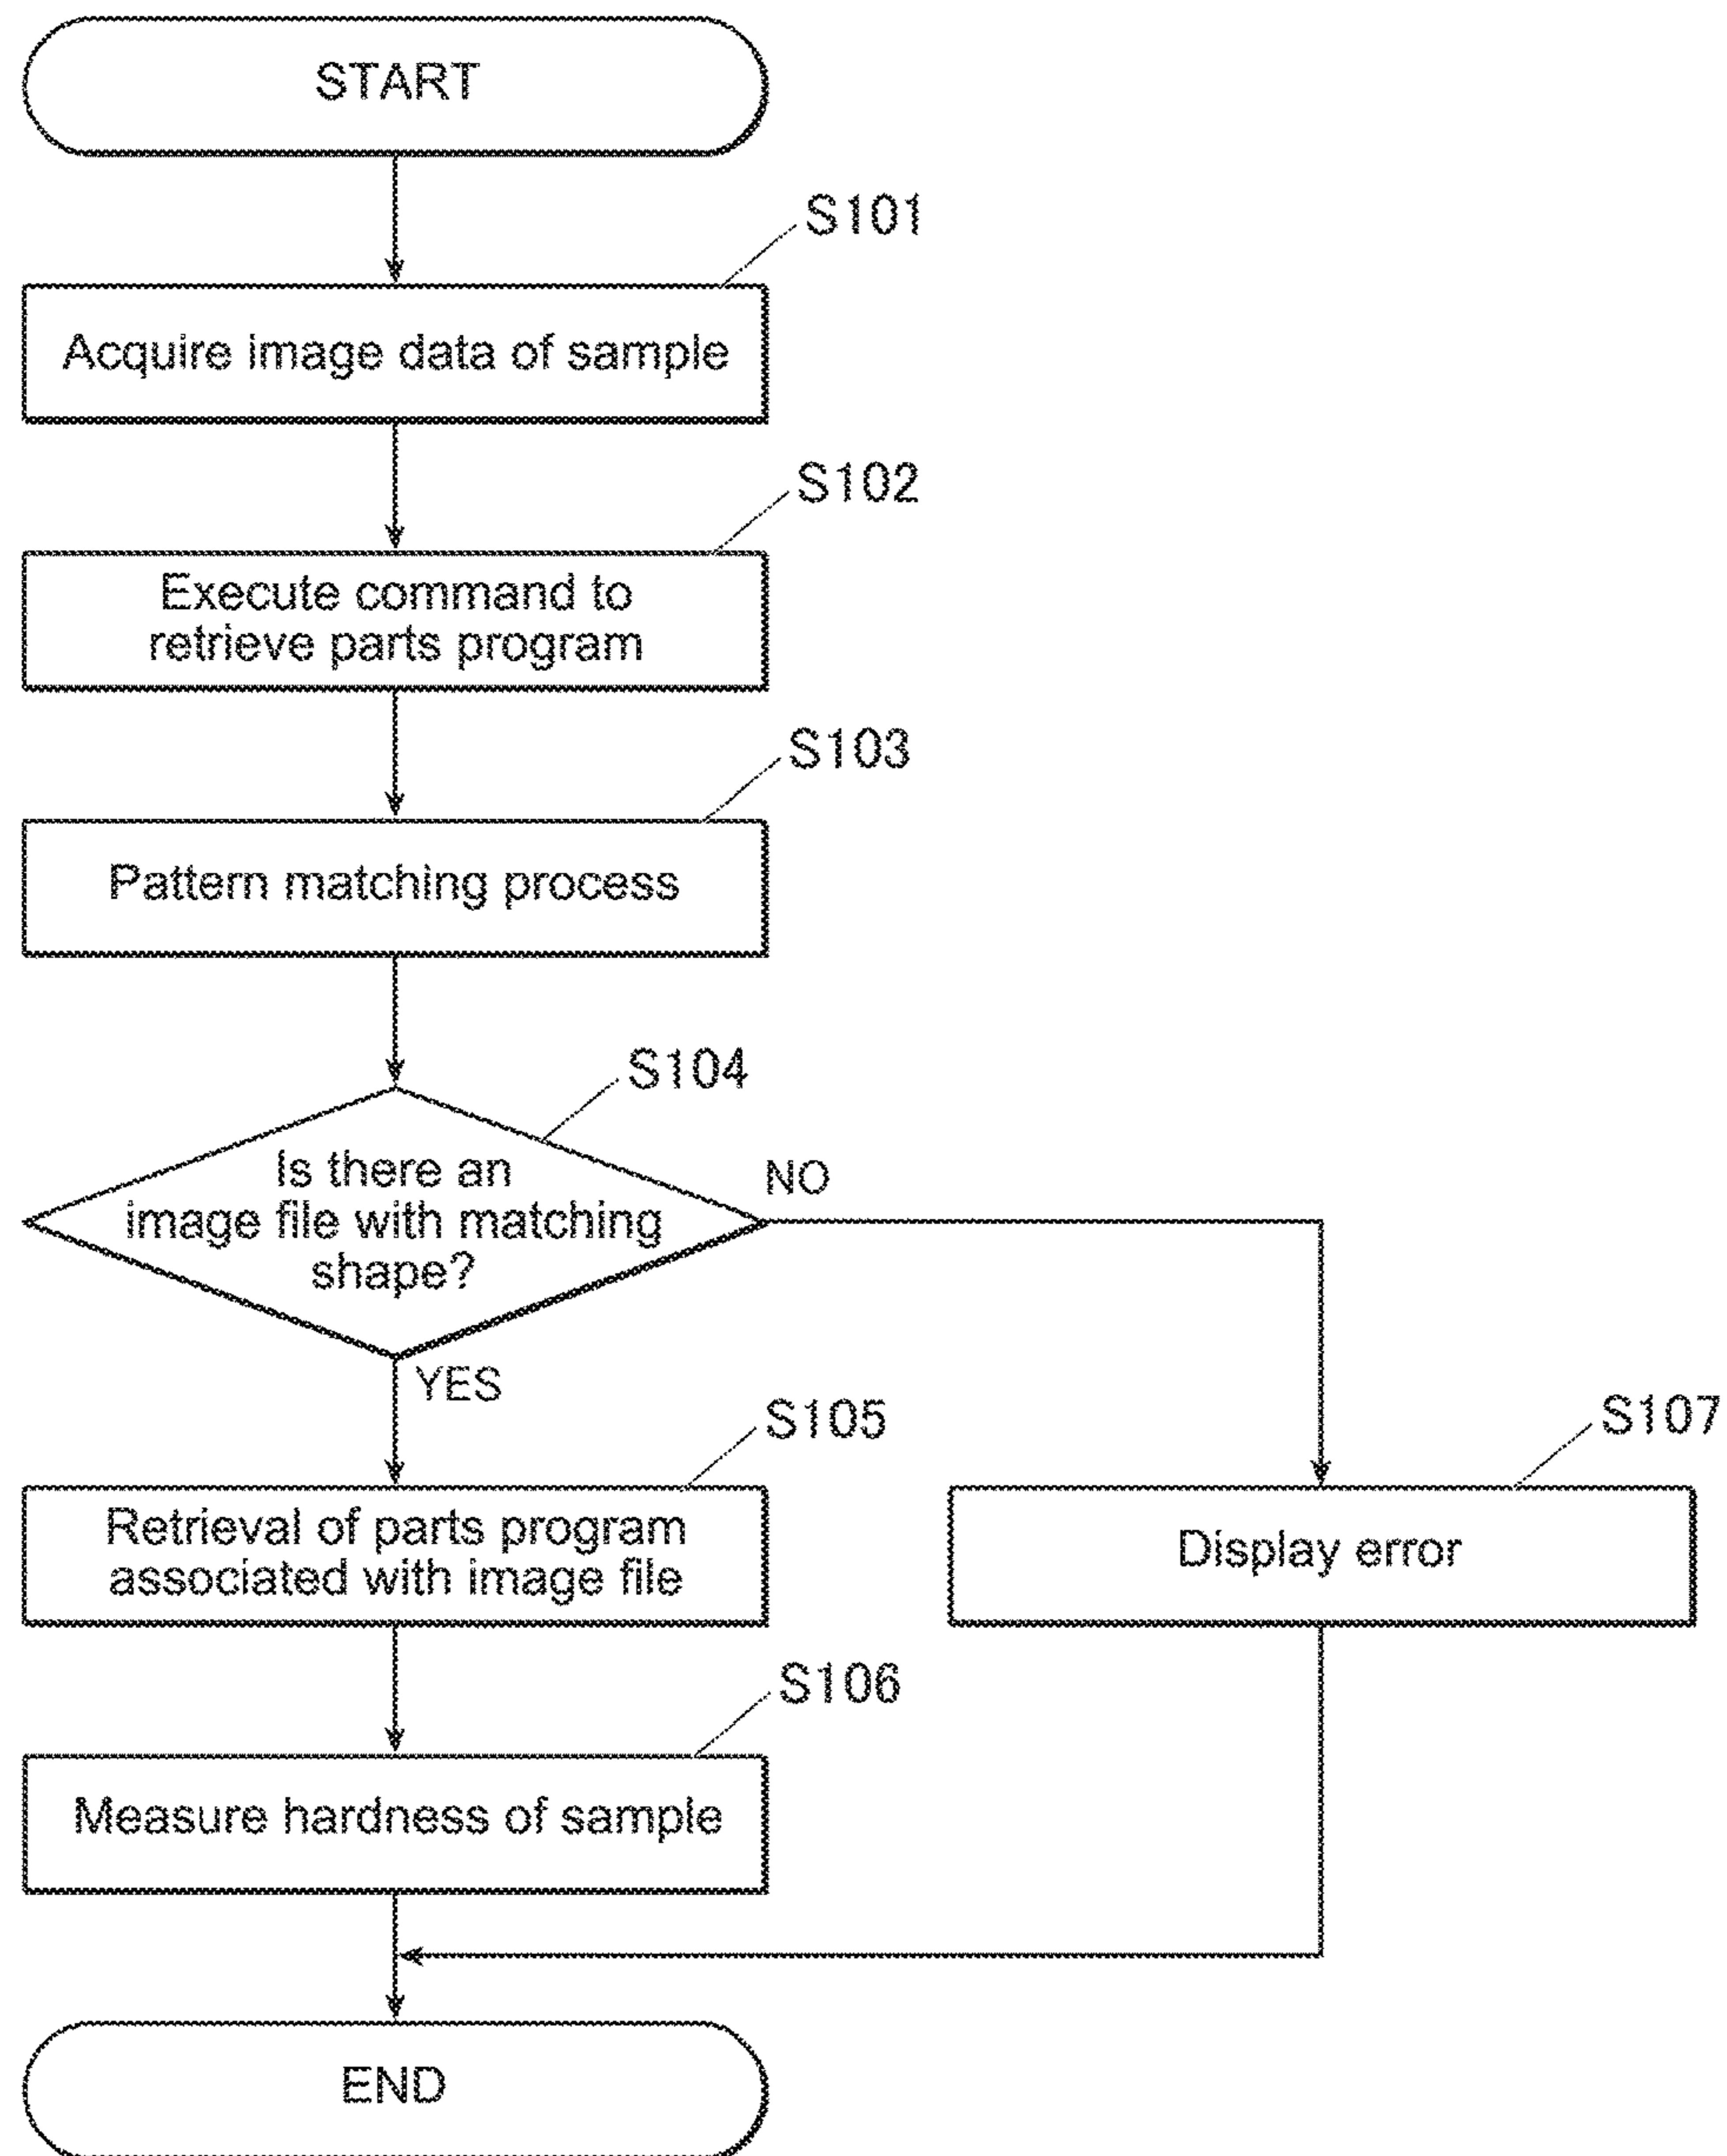 START
S101
Acquire image data of sample
S102
Execute command to
retrieve parts program
S103
Pattern matching process
S104
Is there an
image file with matching
shape?
NO
YES
S105
Retrieval of parts program
associated with image file
S107
Display error
S106
Measure hardness of sample
END